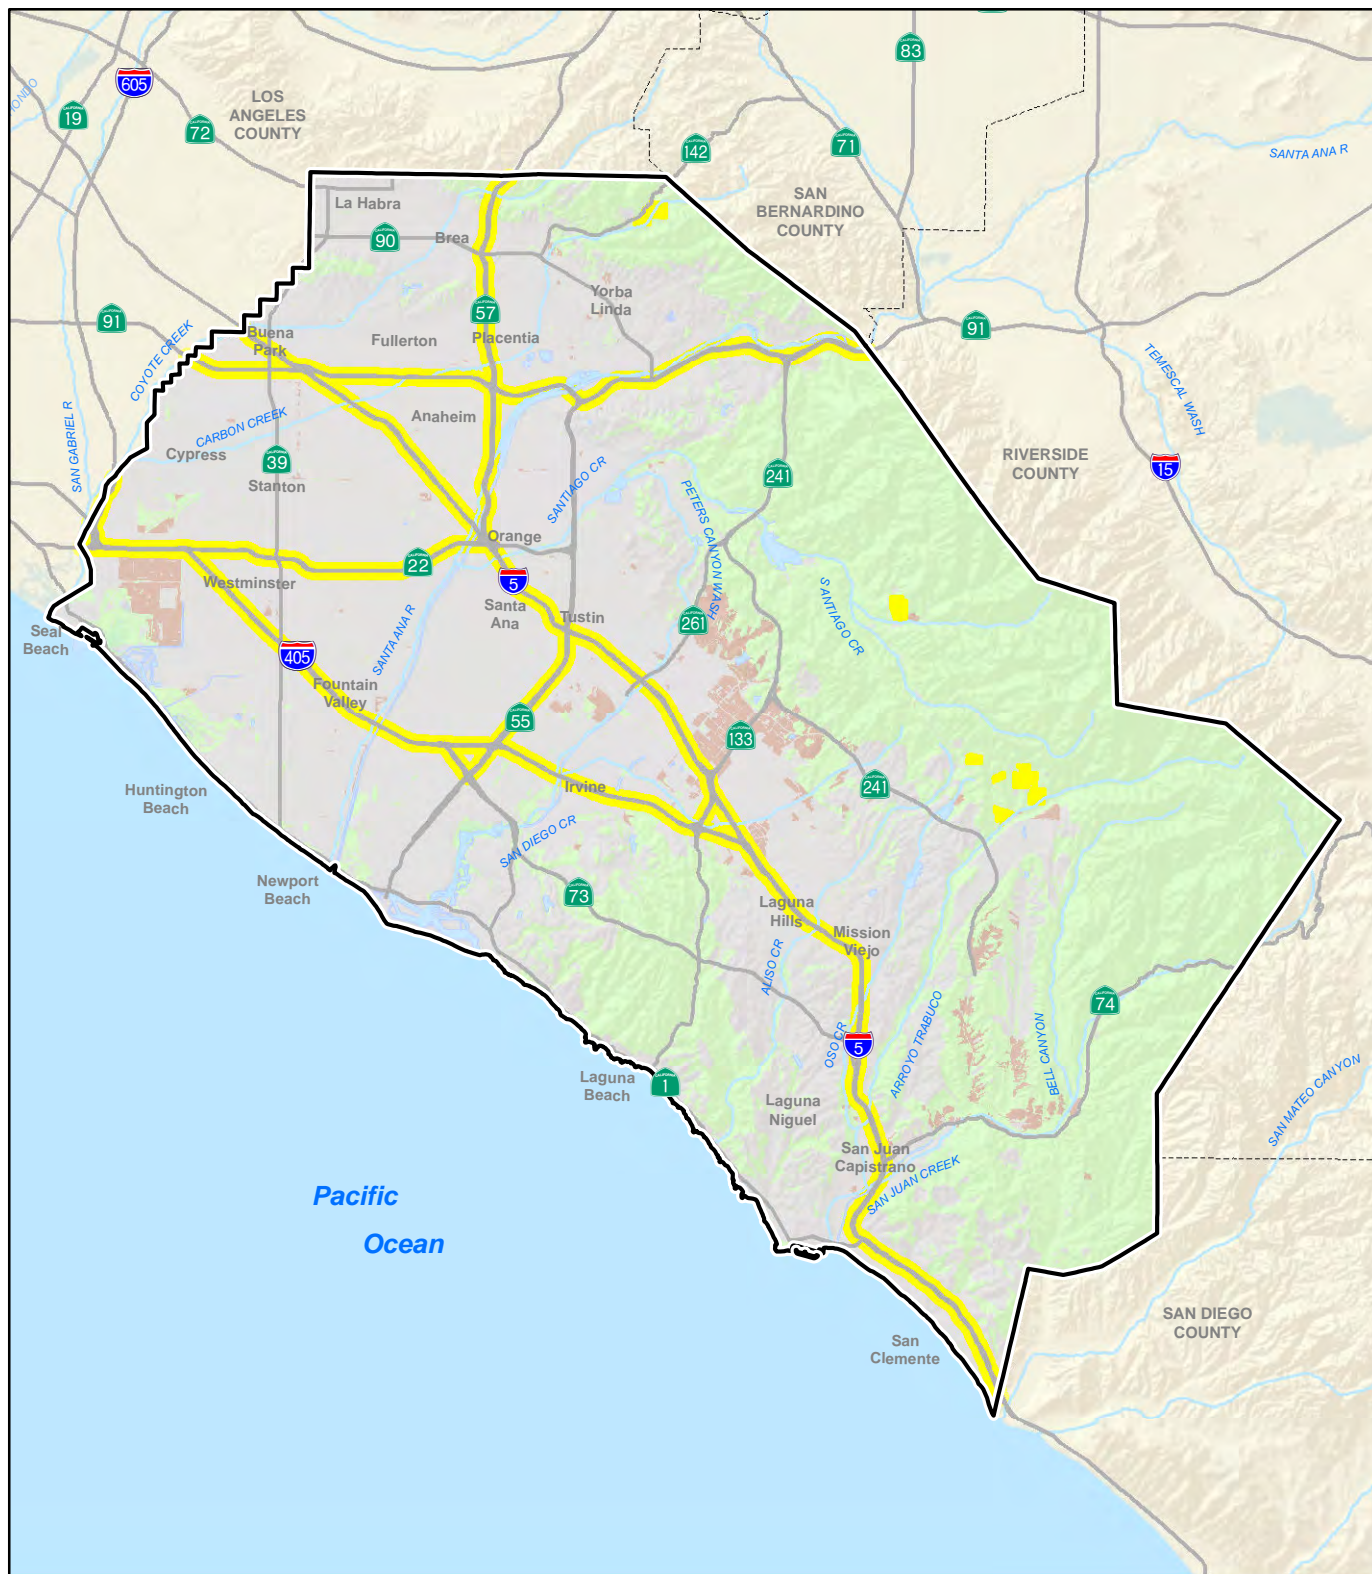 83
605
LOS
ANGELES
COUNTY
ONDO
19
72
142
71
SANTA ANA R
SAN
BERNARDINO
COUNTY
La Habra
90
Brea
57
Yorba
Linda
91
91
COYOTE CREEK
Buena
Park
Fullerton
Placentia
TEMESCAL WASH
SAN GABRIEL R
CARBON CREEK
Anaheim
Cypress
39
Stanton
SANTIAGO CR
241
PETERS CANYON WASH
RIVERSIDE
COUNTY
15
Orange
22
5
Westminster
Santa
Ana
Tustin
261
SANTIAGO CR
SANTA ANA R
Seal
Beach
405
Fountain
Valley
55
133
241
Irvine
Huntington
Beach
SAN DIEGO CR
Newport
Beach
73
Laguna
Hills
Mission
Viejo
ALISO CR
74
OSO CR
5
ARROYO TRABUCO
BELL CANYON
Laguna
Beach
1
Laguna
Niguel
SAN MATEO CANYON
San Juan
Capistrano
SAN JUAN CREEK
Pacific
Ocean
SAN DIEGO
COUNTY
San
Clemente